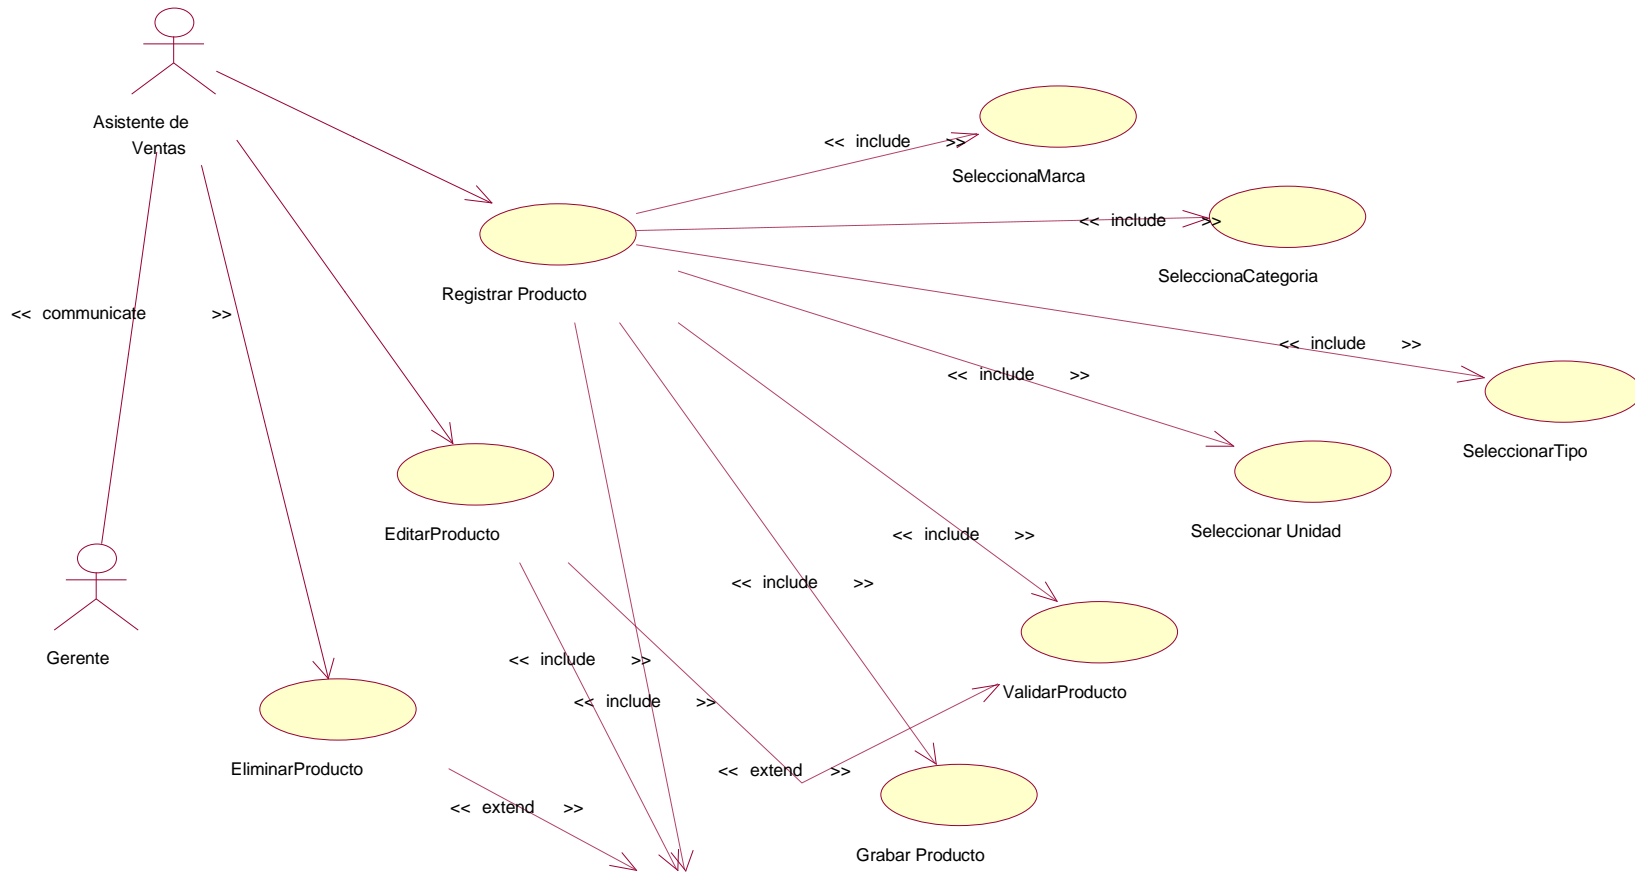 Asistente de
Ventas
<< include >>
SeleccionaMarca
<< include >>
SeleccionaCategoria
Registrar Producto
<< communicate >>
<< include >>
<< include >>
SeleccionarTipo
Seleccionar Unidad
EditarProducto
<< include >>
<< include >>
Gerente
<< include >>
<< include >>
ValidarProducto
EliminarProducto
<< extend >>
<< extend >>
Grabar Producto